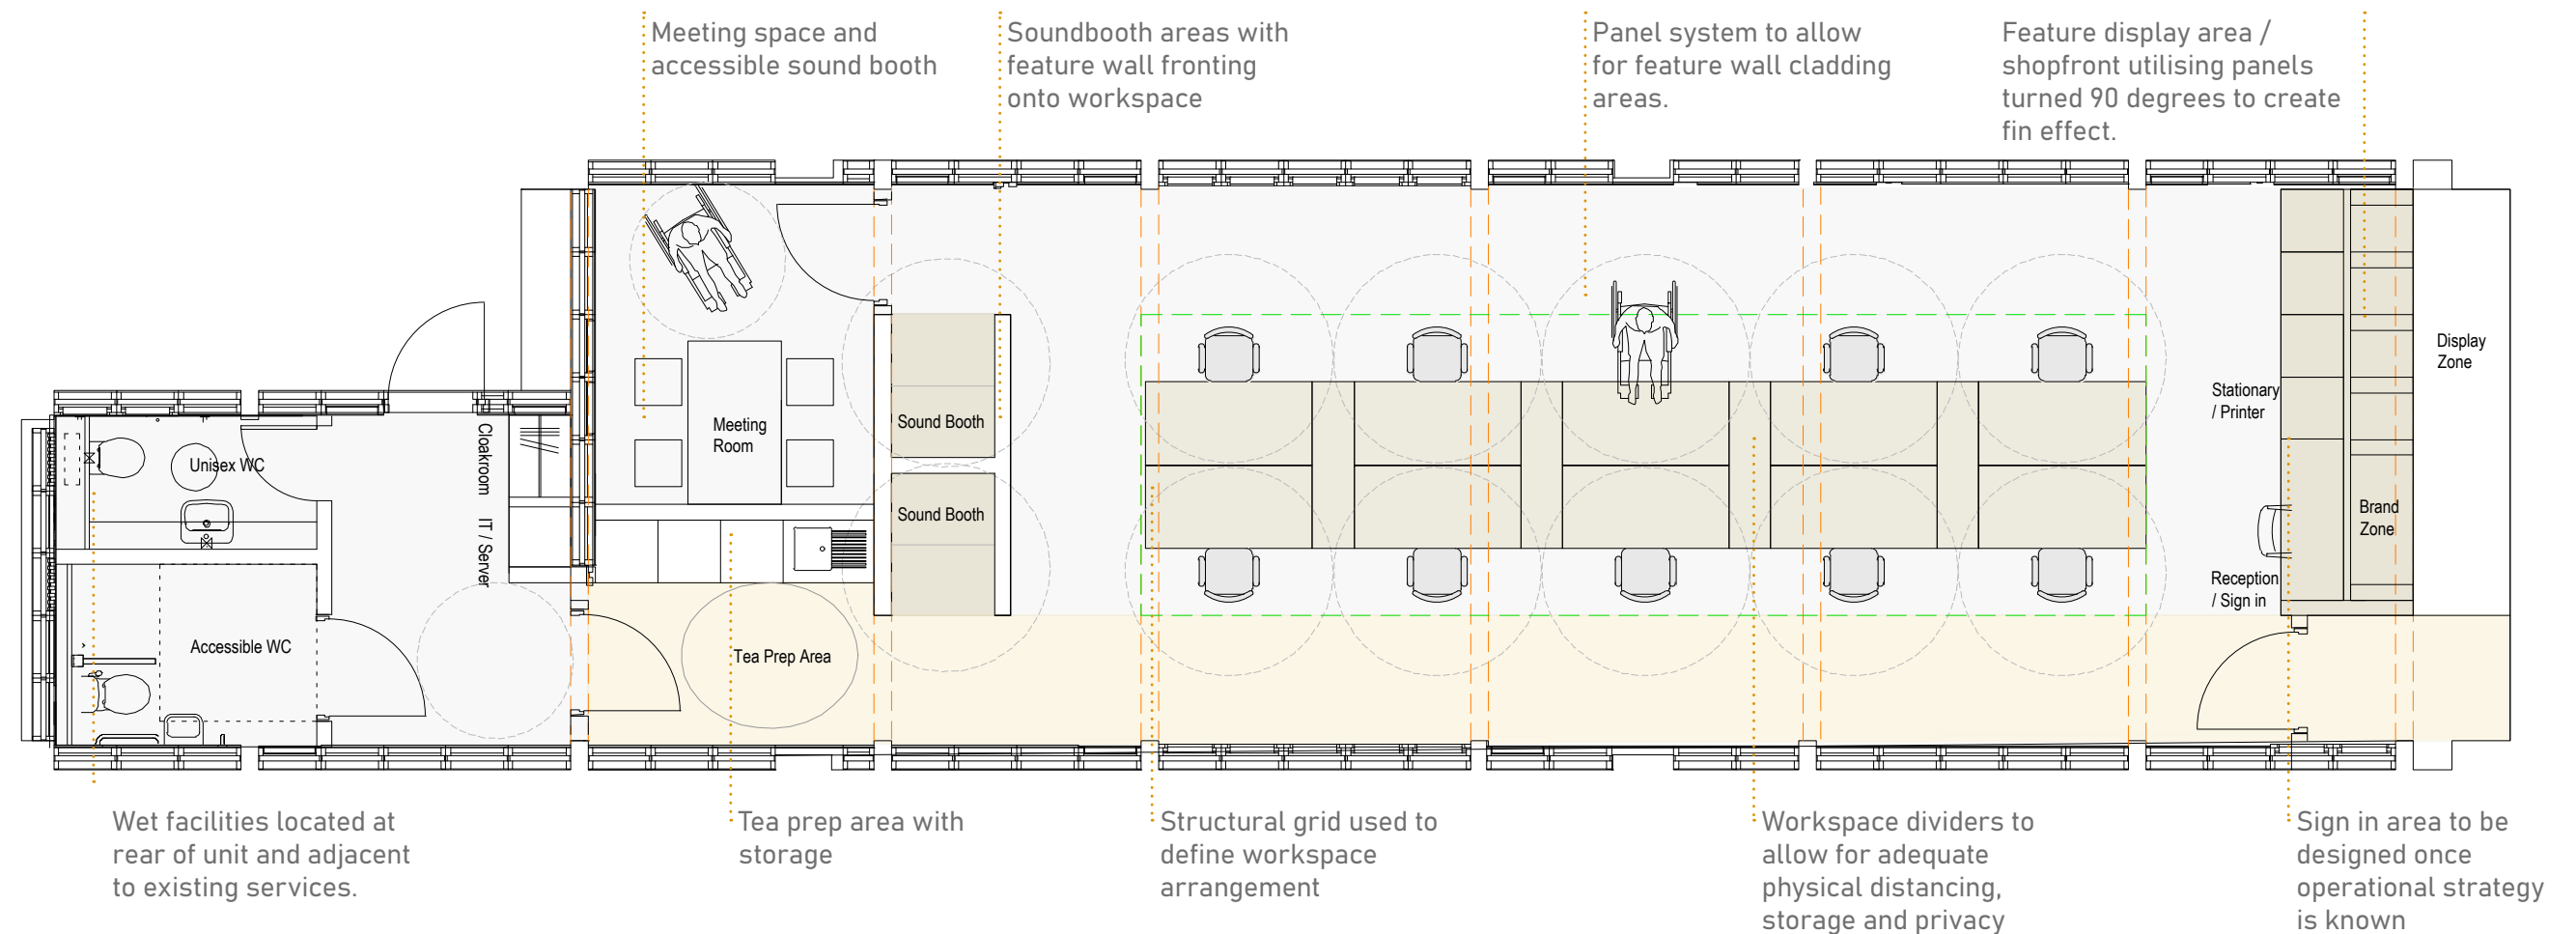 Meeting space and
accessible sound booth
Soundbooth areas with
feature wall fronting
onto workspace
Panel system to allow
for feature wall cladding
areas.
Feature display area /
shopfront utilising panels
turned 90 degrees to create
fin effect.
Unisex WC
Accessible WC
Cloakroom
IT / Server
Meeting
Room
Tea Prep Area
Sound Booth
Sound Booth
Stationary
/ Printer
Reception
/ Sign in
Brand
Zone
Display
Zone
Wet facilities located at
rear of unit and adjacent
to existing services.
Tea prep area with
storage
Structural grid used to
define workspace
arrangement
Workspace dividers to
allow for adequate
physical distancing,
storage and privacy
Sign in area to be
designed once
operational strategy
is known